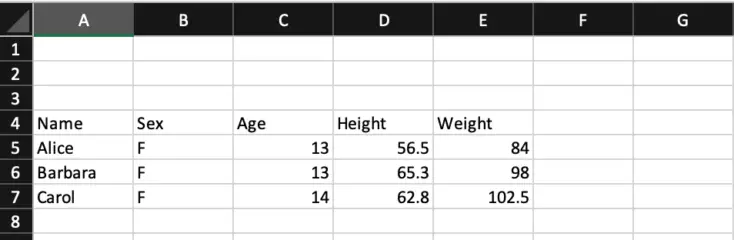 A B C D E F G
1
2
3
4 Name Sex Age Height Weight
5 Alice F 13 56.5 84
6 Barbara F 13 65.3 98
7 Carol F 14 62.8 102.5
8